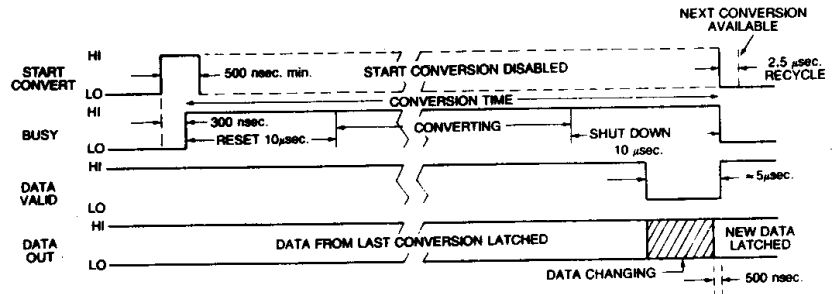 NEXT CONVERSION
AVAILABLE
HI
START
CONVERT
LO
500 nsec. min.
START CONVERSION DISABLED
2.5 µsec.
RECYCLE
CONVERSION TIME
HI
BUSY
LO
300 nsec.
RESET 10µsec.
CONVERTING
SHUT DOWN
10 µsec.
HI
DATA
VALID
LO
≈5µsec.
HI
DATA
OUT
LO
DATA FROM LAST CONVERSION LATCHED
NEW DATA
LATCHED
DATA CHANGING
500 nsec.